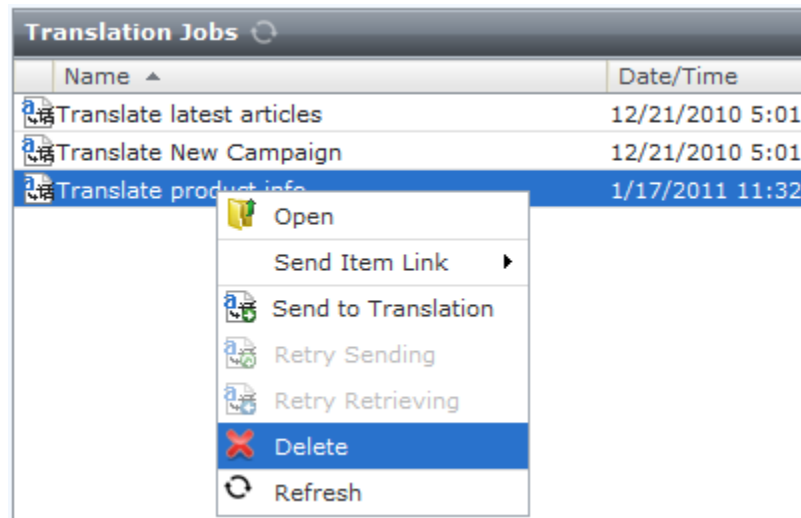 Translation Jobs
Name Date/Time
Translate latest articles 12/21/2010 5:01
Translate New Campaign 12/21/2010 5:01
Translate product info 1/17/2011 11:32
Open
Send Item Link
Send to Translation
Retry Sending
Retry Retrieving
Delete
Refresh